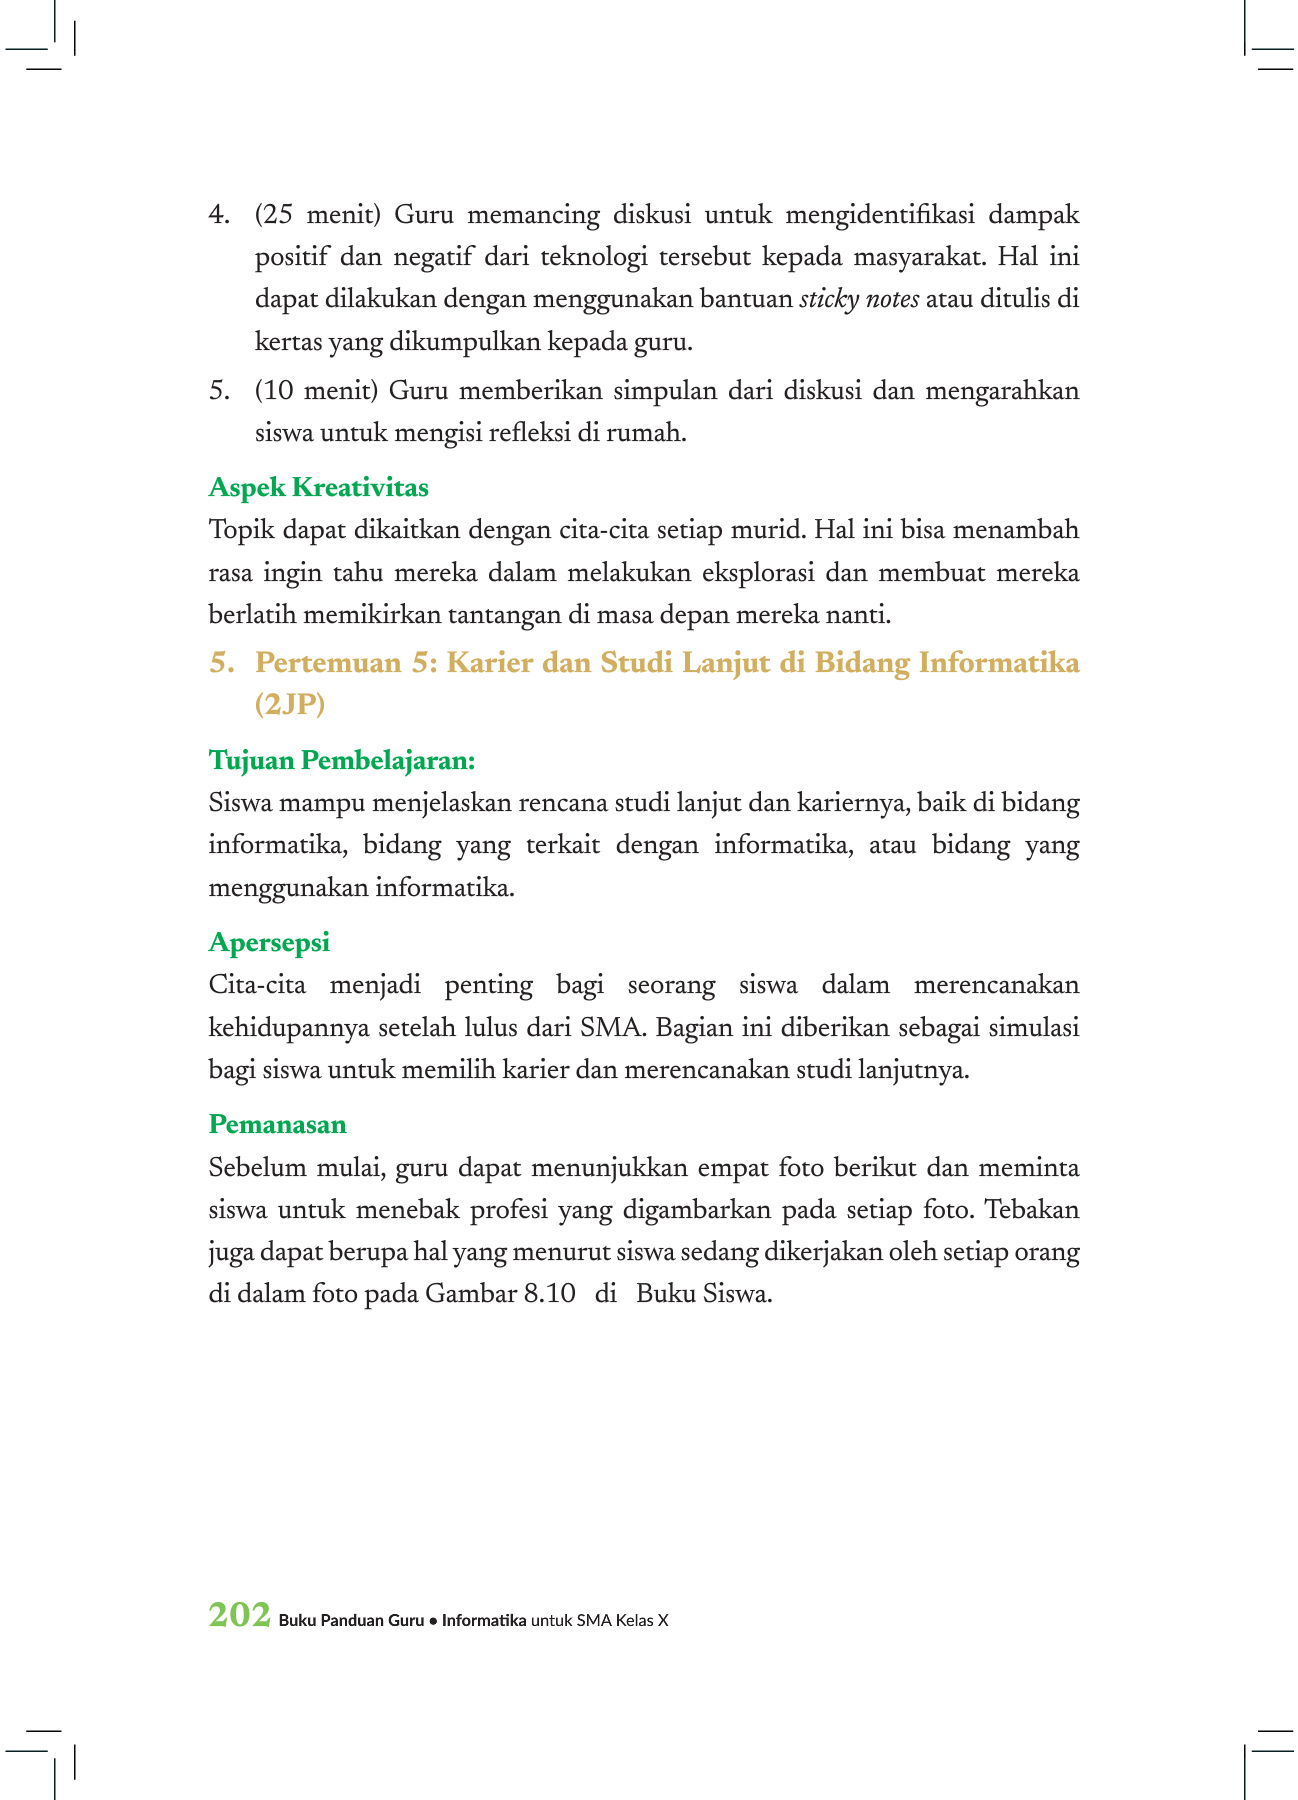 4. (25 menit) Guru memancing diskusi untuk mengidentifikasi dampak
positif dan negatif dari teknologi tersebut kepada masyarakat. Hal ini
dapat dilakukan dengan menggunakan bantuan sticky notes atau ditulis di
kertas yang dikumpulkan kepada guru.
5. (10 menit) Guru memberikan simpulan dari diskusi dan mengarahkan
siswa untuk mengisi refleksi di rumah.
Aspek Kreativitas
Topik dapat dikaitkan dengan cita-cita setiap murid. Hal ini bisa menambah
rasa ingin tahu mereka dalam melakukan eksplorasi dan membuat mereka
berlatih memikirkan tantangan di masa depan mereka nanti.
5. Pertemuan 5: Karier dan Studi Lanjut di Bidang Informatika
(2JP)
Tujuan Pembelajaran:
Siswa mampu menjelaskan rencana studi lanjut dan kariernya, baik di bidang
informatika, bidang yang terkait dengan informatika, atau bidang yang
menggunakan informatika.
Apersepsi
Cita-cita menjadi penting bagi seorang siswa dalam merencanakan
kehidupannya setelah lulus dari SMA. Bagian ini diberikan sebagai simulasi
bagi siswa untuk memilih karier dan merencanakan studi lanjutnya.
Pemanasan
Sebelum mulai, guru dapat menunjukkan empat foto berikut dan meminta
siswa untuk menebak profesi yang digambarkan pada setiap foto. Tebakan
juga dapat berupa hal yang menurut siswa sedang dikerjakan oleh setiap orang
di dalam foto pada Gambar 8.10 di Buku Siswa.
202 Buku Panduan Guru • Informatika untuk SMA Kelas X